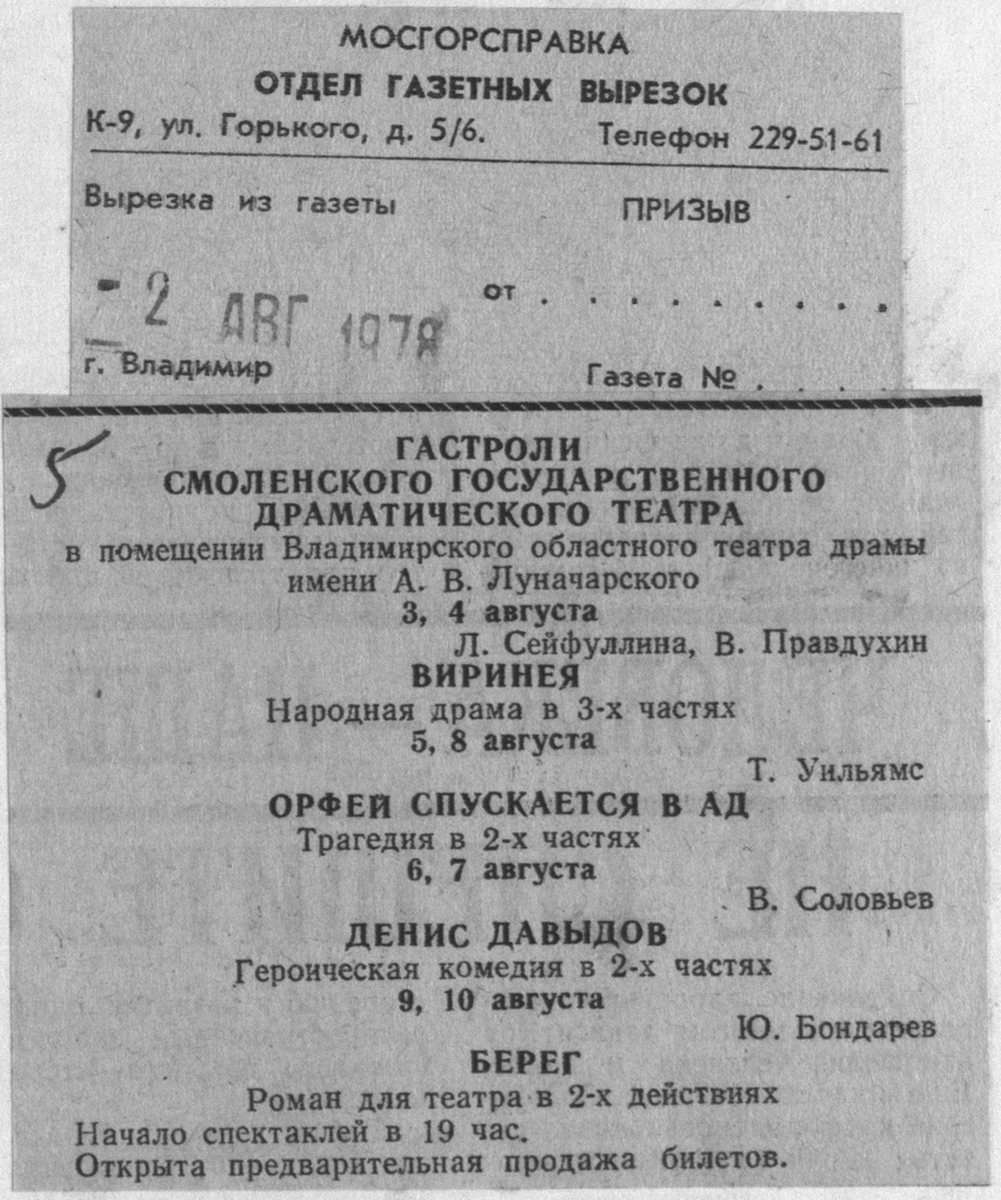 МОСГОРСПРАВКА
ОТДЕЛ ГАЗЕТНЫХ ВЫРЕЗОК
К-9, ул. Горького, д. 5/6. Телефон 229-51-61
Вырезка из газеты ПРИЗЫВ
- 2 АВГ 1978 от . . . . . . . . .
г. Владимир Газета № . . . .
5
ГАСТРОЛИ
СМОЛЕНСКОГО ГОСУДАРСТВЕННОГО
ДРАМАТИЧЕСКОГО ТЕАТРА
в помещении Владимирского областного театра драмы
имени А. В. Луначарского
3, 4 августа
Л. Сейфуллина, В. Правдухин
ВИРИНЕЯ
Народная драма в 3-х частях
5, 8 августа
Т. Уильямс
ОРФЕЙ СПУСКАЕТСЯ В АД
Трагедия в 2-х частях
6, 7 августа
В. Соловьев
ДЕНИС ДАВЫДОВ
Героическая комедия в 2-х частях
9, 10 августа
Ю. Бондарев
БЕРЕГ
Роман для театра в 2-х действиях
Начало спектаклей в 19 час.
Открыта предварительная продажа билетов.